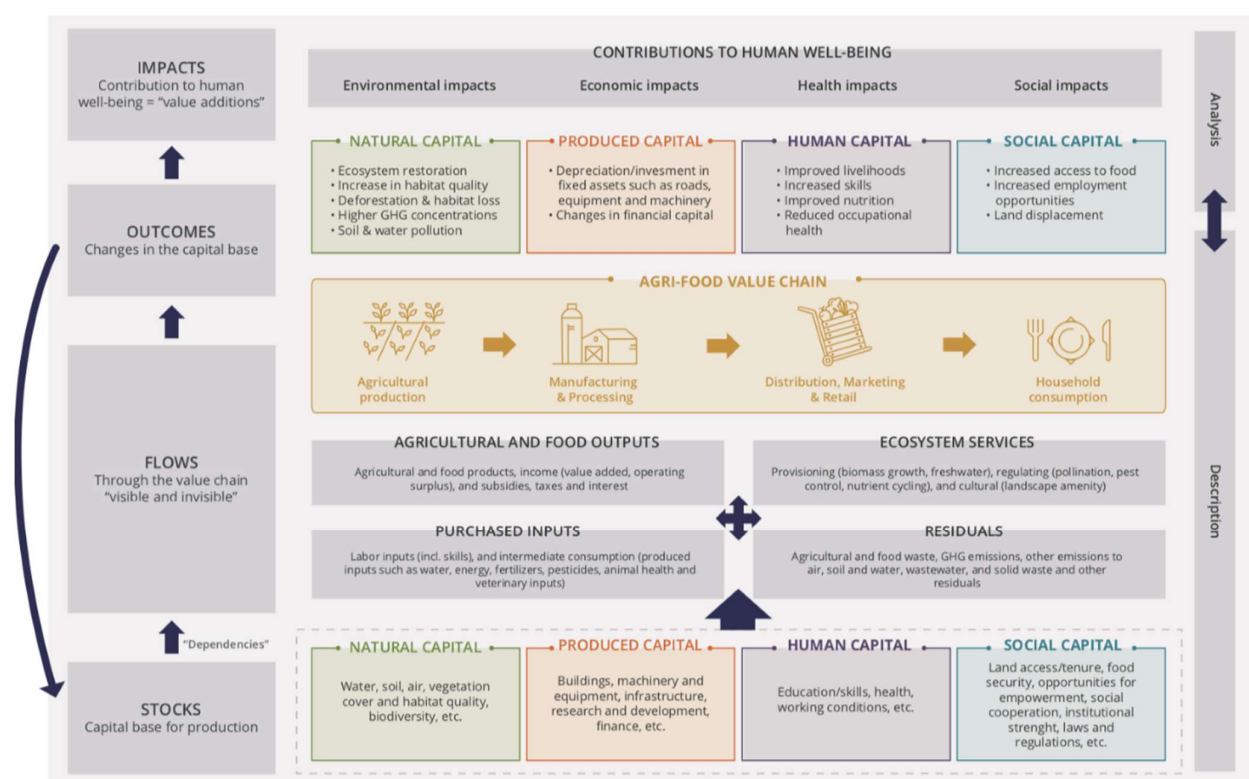 IMPACTS
Contribution to human
well-being = “value additions”
OUTCOMES
Changes in the capital base
FLOWS
Through the value chain
“visible and invisible”
“Dependencies”
STOCKS
Capital base for production
CONTRIBUTIONS TO HUMAN WELL-BEING
Environmental impacts
Economic impacts
Health impacts
Social impacts
NATURAL CAPITAL
• Ecosystem restoration
• Increase in habitat quality
• Deforestation & habitat loss
• Higher GHG concentrations
• Soil & water pollution
PRODUCED CAPITAL
• Depreciation/invesment in
fixed assets such as roads,
equipment and machinery
• Changes in financial capital
HUMAN CAPITAL
• Improved livelihoods
• Increased skills
• Improved nutrition
• Reduced occupational
health
SOCIAL CAPITAL
• Increased access to food
• Increased employment
opportunities
• Land displacement
AGRI-FOOD VALUE CHAIN
Agricultural
production
Manufacturing
& Processing
Distribution, Marketing
& Retail
Household
consumption
AGRICULTURAL AND FOOD OUTPUTS
Agricultural and food products, income (value added, operating
surplus), and subsidies, taxes and interest
ECOSYSTEM SERVICES
Provisioning (biomass growth, freshwater), regulating (pollination, pest
control, nutrient cycling), and cultural (landscape amenity)
PURCHASED INPUTS
Labor inputs (incl. skills), and intermediate consumption (produced
inputs such as water, energy, fertilizers, pesticides, animal health and
veterinary inputs)
RESIDUALS
Agricultural and food waste, GHG emissions, other emissions to
air, soil and water, wastewater, and solid waste and other
residuals
NATURAL CAPITAL
Water, soil, air, vegetation
cover and habitat quality,
biodiversity, etc.
PRODUCED CAPITAL
Buildings, machinery and
equipment, infrastructure,
research and development,
finance, etc.
HUMAN CAPITAL
Education/skills, health,
working conditions, etc.
SOCIAL CAPITAL
Land access/tenure, food
security, opportunities for
empowerment, social
cooperation, institutional
strenght, laws and
regulations, etc.
Analysis
Description